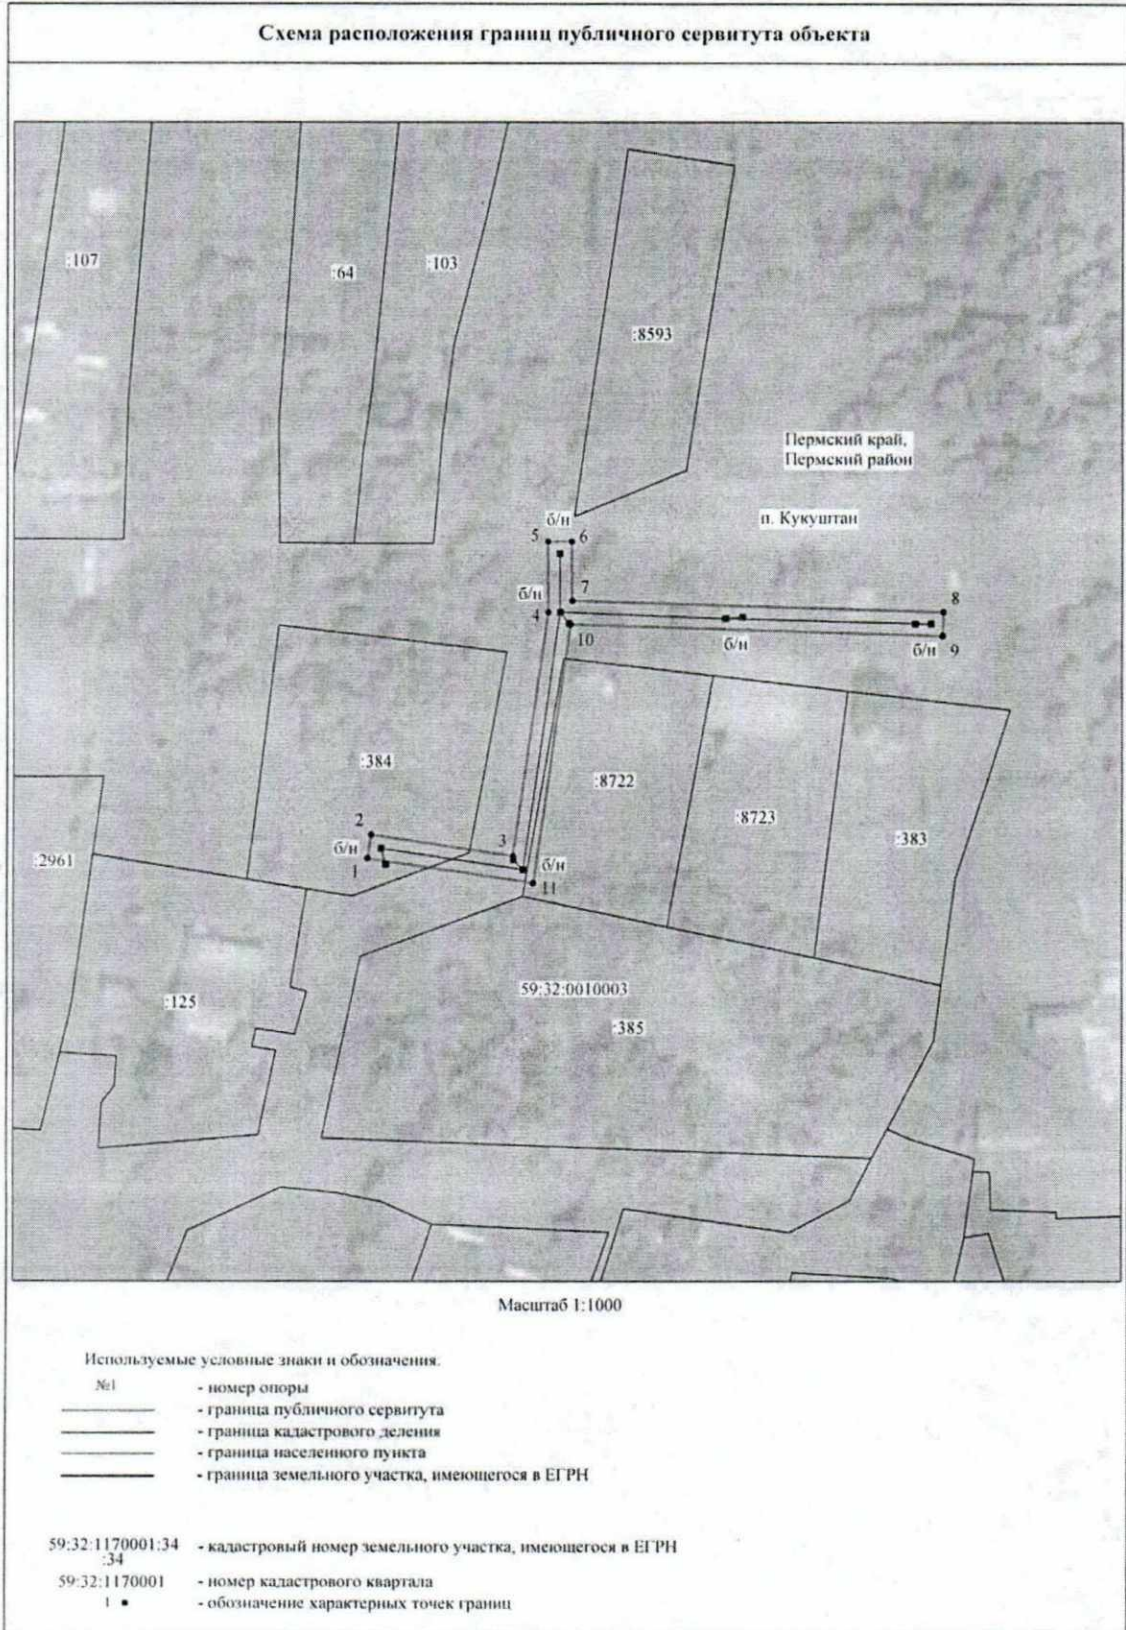 Схема расположения границ публичного сервитута объекта
:107
:64
:103
:8593
Пермский край,
Пермский район
п. Кукуштан
б/н
5
6
б/н
7
4
8
10
б/н
б/н
9
:384
:8722
:8723
:383
:2961
2
б/н
1
3
б/н
11
59:32:0010003
:125
:385
Масштаб 1:1000
Используемые условные знаки и обозначения:
№1 - номер опоры
- граница публичного сервитута
- граница кадастрового деления
- граница населенного пункта
- граница земельного участка, имеющегося в ЕГРН
59:32:1170001:34 - кадастровый номер земельного участка, имеющегося в ЕГРН
:34
59:32:1170001 - номер кадастрового квартала
1 - обозначение характерных точек границ